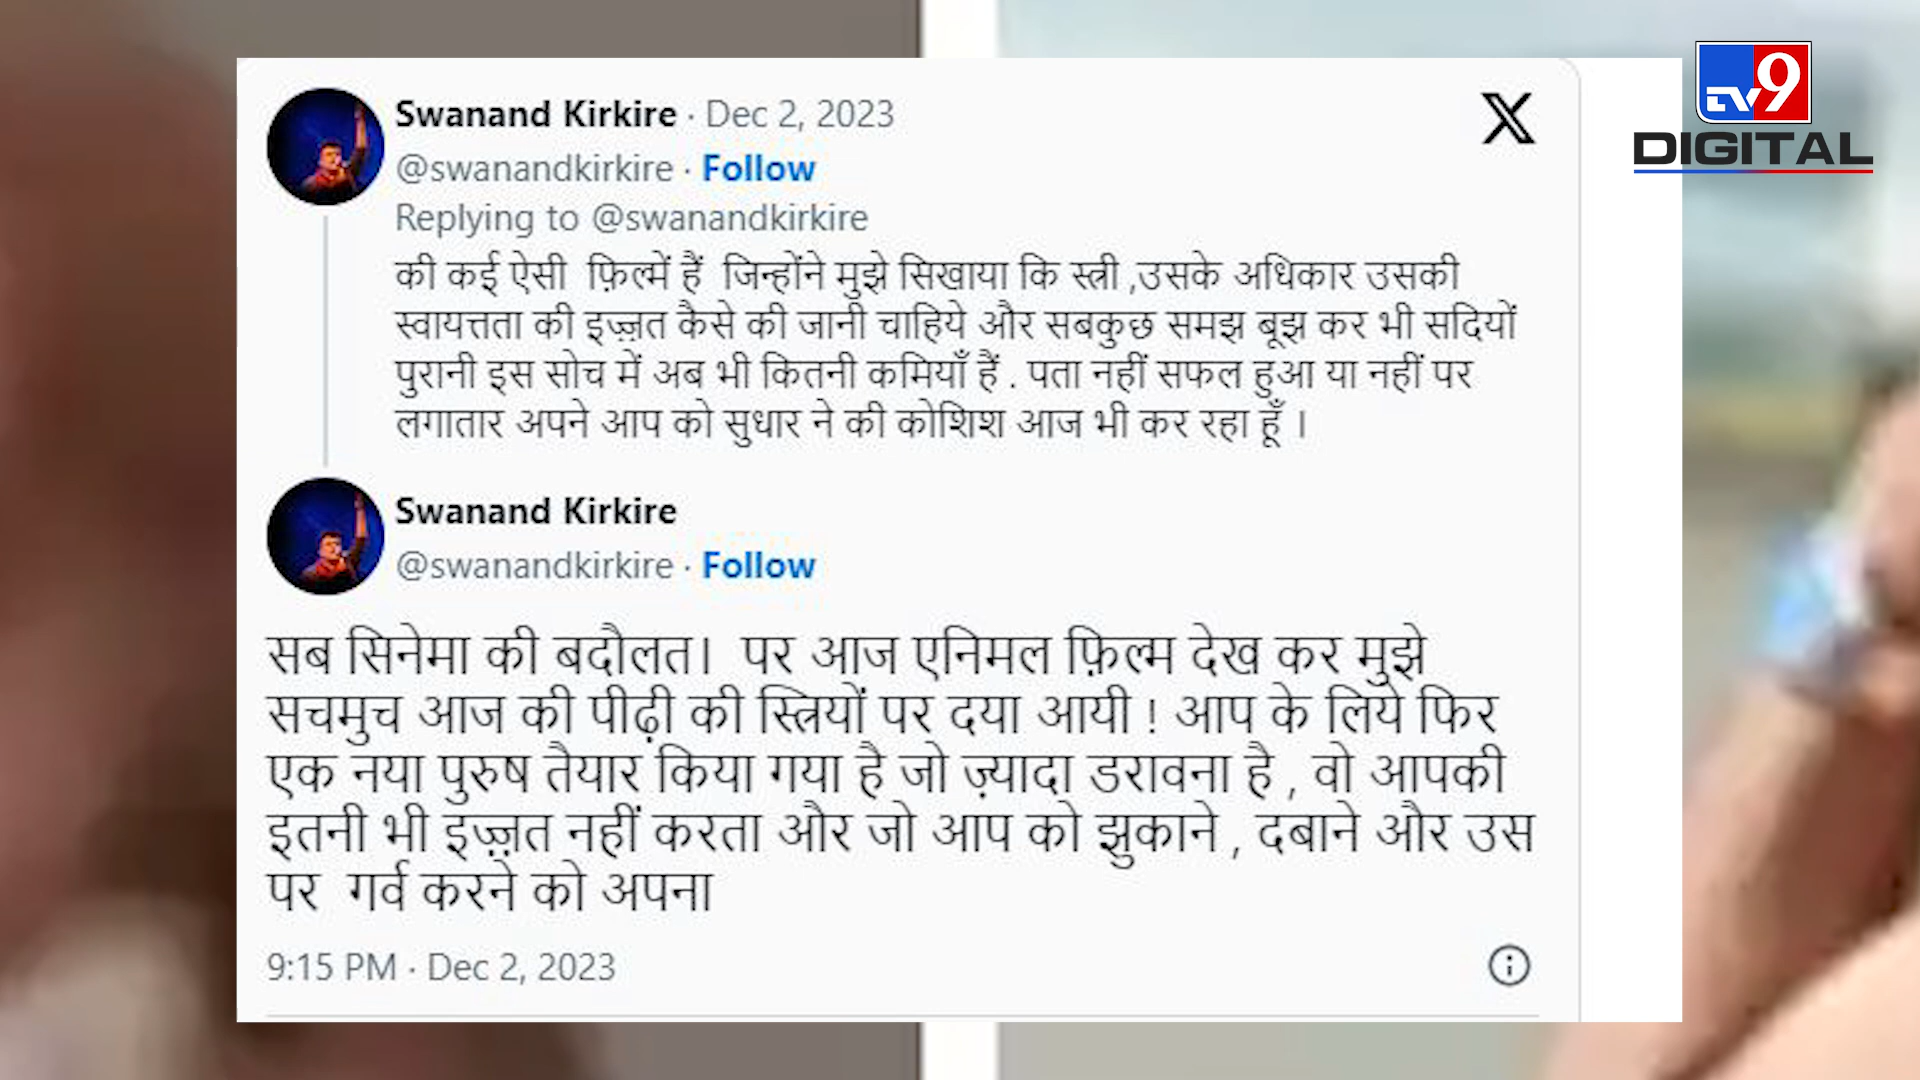 Swanand Kirkire · Dec 2, 2023
@swanandkirkire · Follow
Replying to @swanandkirkire
की कई ऐसी फ़िल्में हैं जिन्होंने मुझे सिखाया कि स्त्री ,उसके अधिकार उसकी
स्वायत्तता की इज़्ज़त कैसे की जानी चाहिये और सबकुछ समझ बूझ कर भी सदियों
पुरानी इस सोच में अब भी कितनी कमियाँ हैं . पता नहीं सफल हुआ या नहीं पर
लगातार अपने आप को सुधार ने की कोशिश आज भी कर रहा हूँ ।
Swanand Kirkire
@swanandkirkire · Follow
सब सिनेमा की बदौलत। पर आज एनिमल फ़िल्म देख कर मुझे
सचमुच आज की पीढ़ी की स्त्रियों पर दया आयी ! आप के लिये फिर
एक नया पुरुष तैयार किया गया है जो ज़्यादा डरावना है , वो आपकी
इतनी भी इज़्ज़त नहीं करता और जो आप को झुकाने , दबाने और उस
पर गर्व करने को अपना
9:15 PM · Dec 2, 2023
TV9
DIGITAL